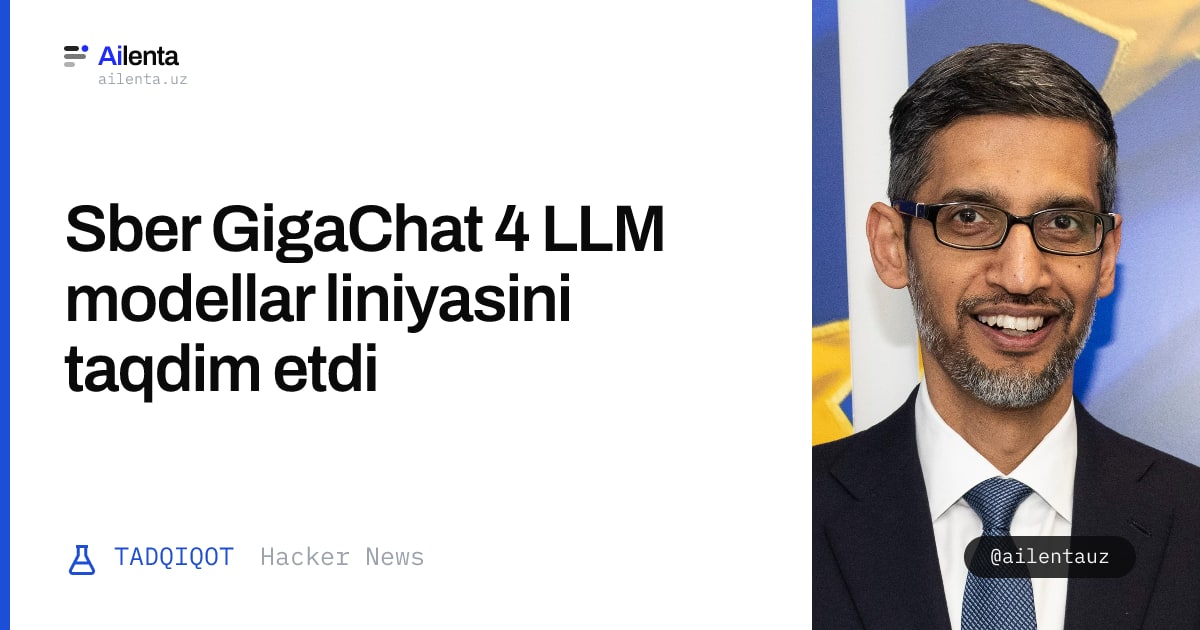 Ailenta
ailenta.uz
Sber GigaChat 4 LLM
modellar liniyasini
taqdim etdi
TADQIQOT Hacker News
@ailentauz